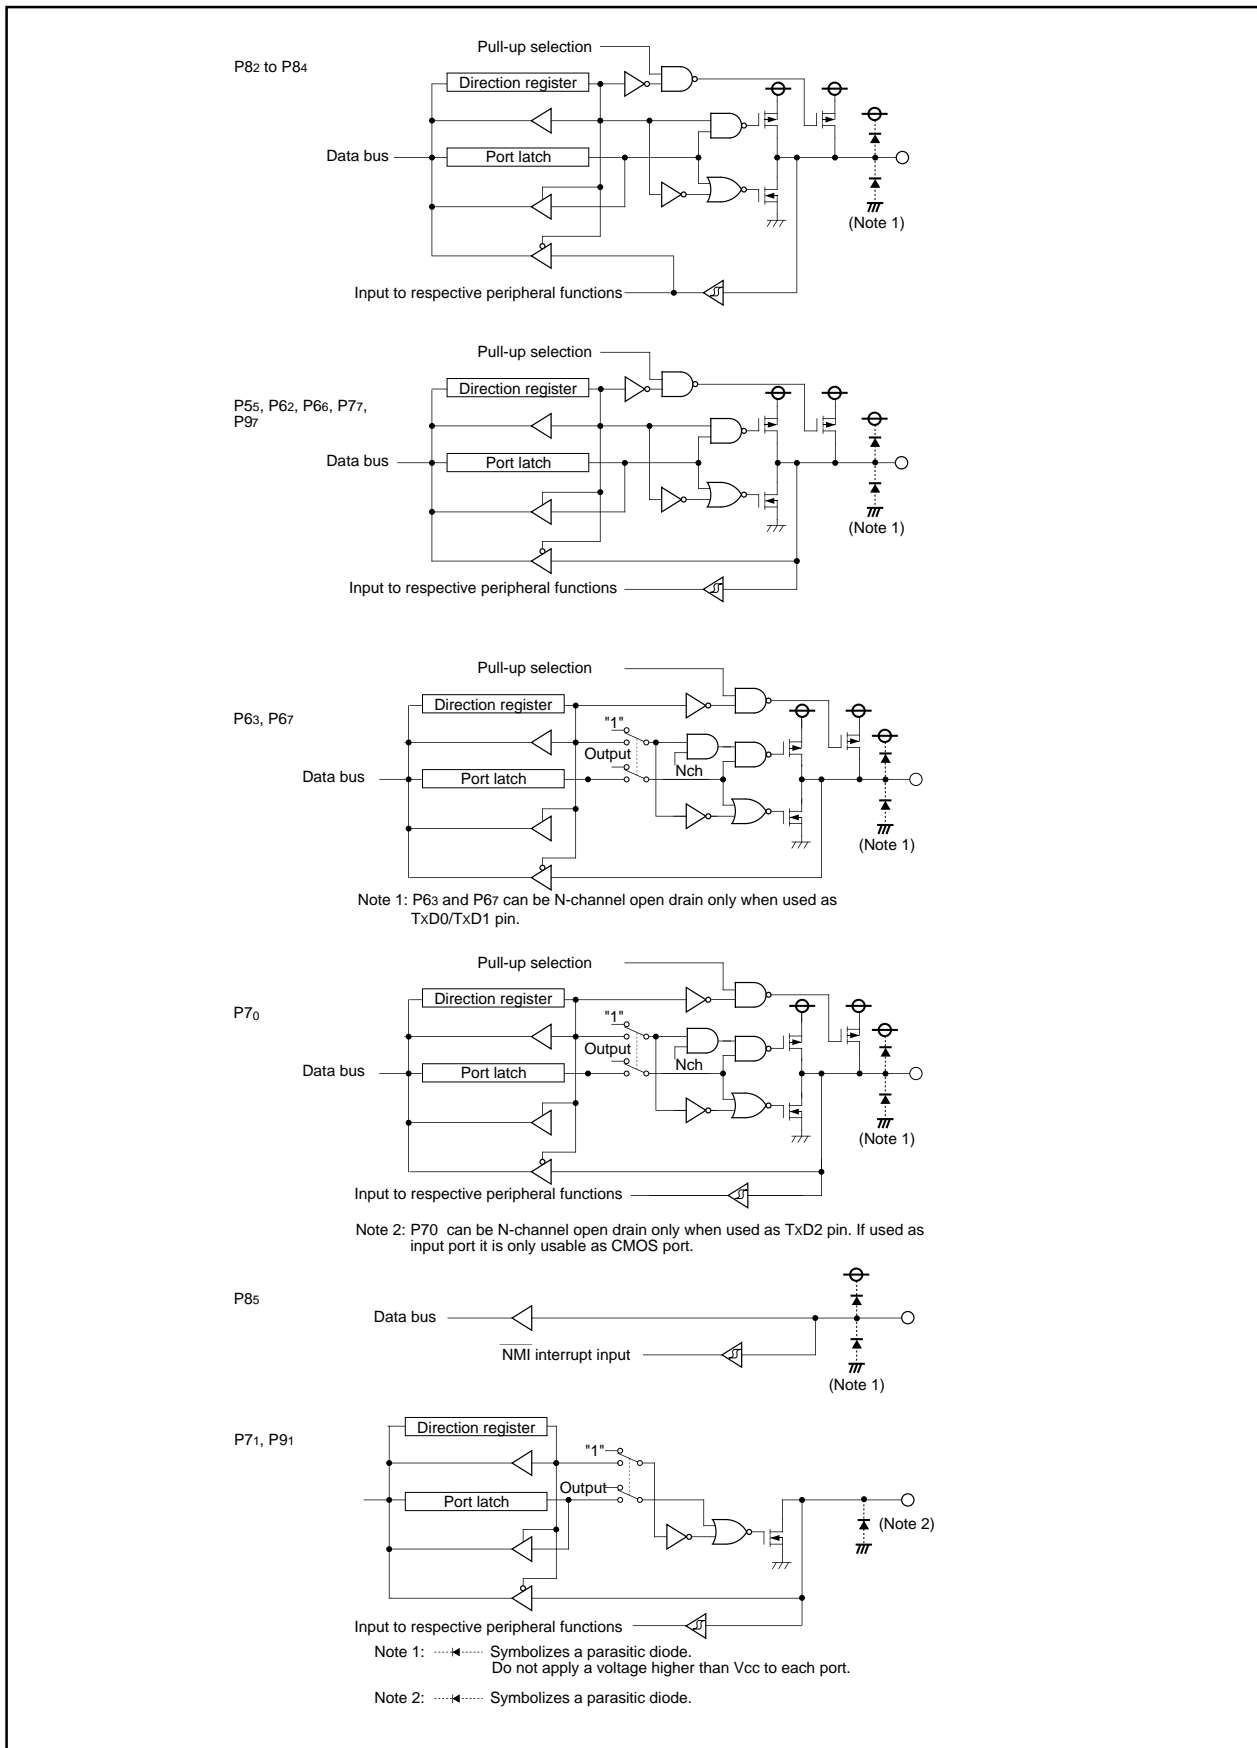 Pull-up selection
P82 to P84
Direction register
Data bus
Port latch
(Note 1)
Input to respective peripheral functions
Pull-up selection
Direction register
P55, P62, P66, P77,
P97
Data bus
Port latch
(Note 1)
Input to respective peripheral functions
Pull-up selection
Direction register
P63, P67
"1"
Output
Nch
Data bus
Port latch
(Note 1)
Note 1: P63 and P67 can be N-channel open drain only when used as
TxD0/TxD1 pin.
Pull-up selection
Direction register
P70
"1"
Output
Nch
Data bus
Port latch
(Note 1)
Input to respective peripheral functions
Note 2: P70 can be N-channel open drain only when used as TxD2 pin. If used as
input port it is only usable as CMOS port.
P85
Data bus
NMI interrupt input
(Note 1)
Direction register
P71, P91
"1"
Output
Port latch
(Note 2)
Input to respective peripheral functions
Note 1: Symbolizes a parasitic diode.
Do not apply a voltage higher than Vcc to each port.
Note 2: Symbolizes a parasitic diode.